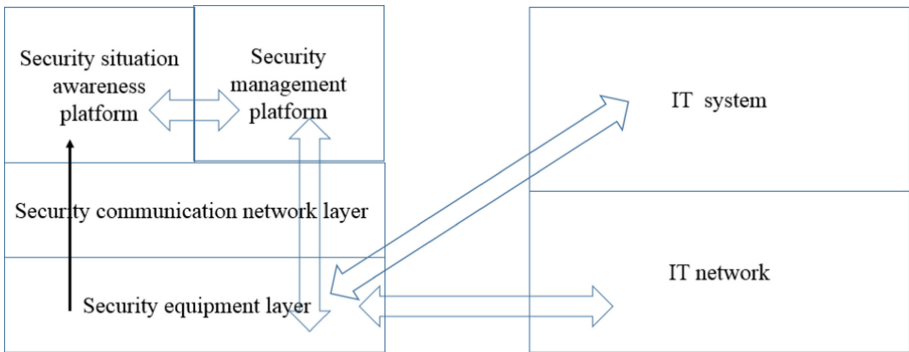 Security situation
awareness
platform
Security
management
platform
IT system
Security communication network layer
Security equipment layer
IT network